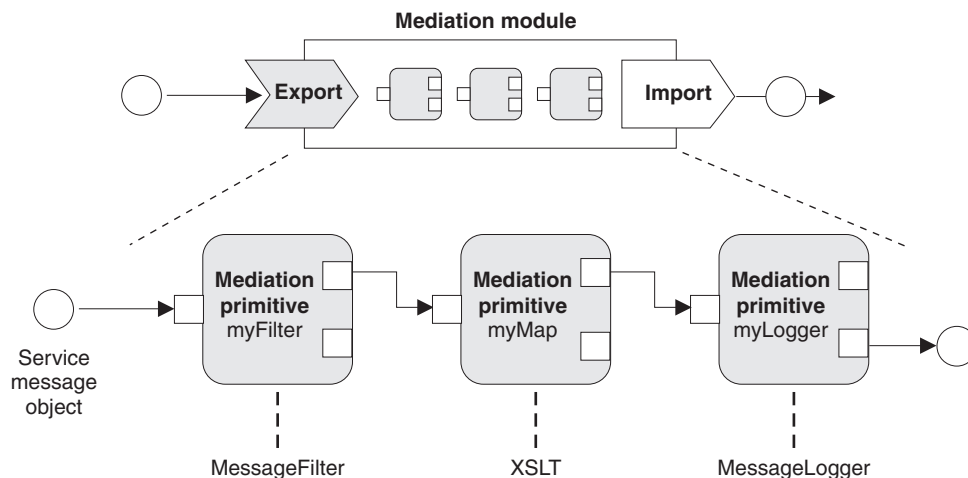 Mediation module
Export
Import
Mediation
primitive
myFilter
Mediation
primitive
myMap
Mediation
primitive
myLogger
Service
message
object
MessageFilter
XSLT
MessageLogger